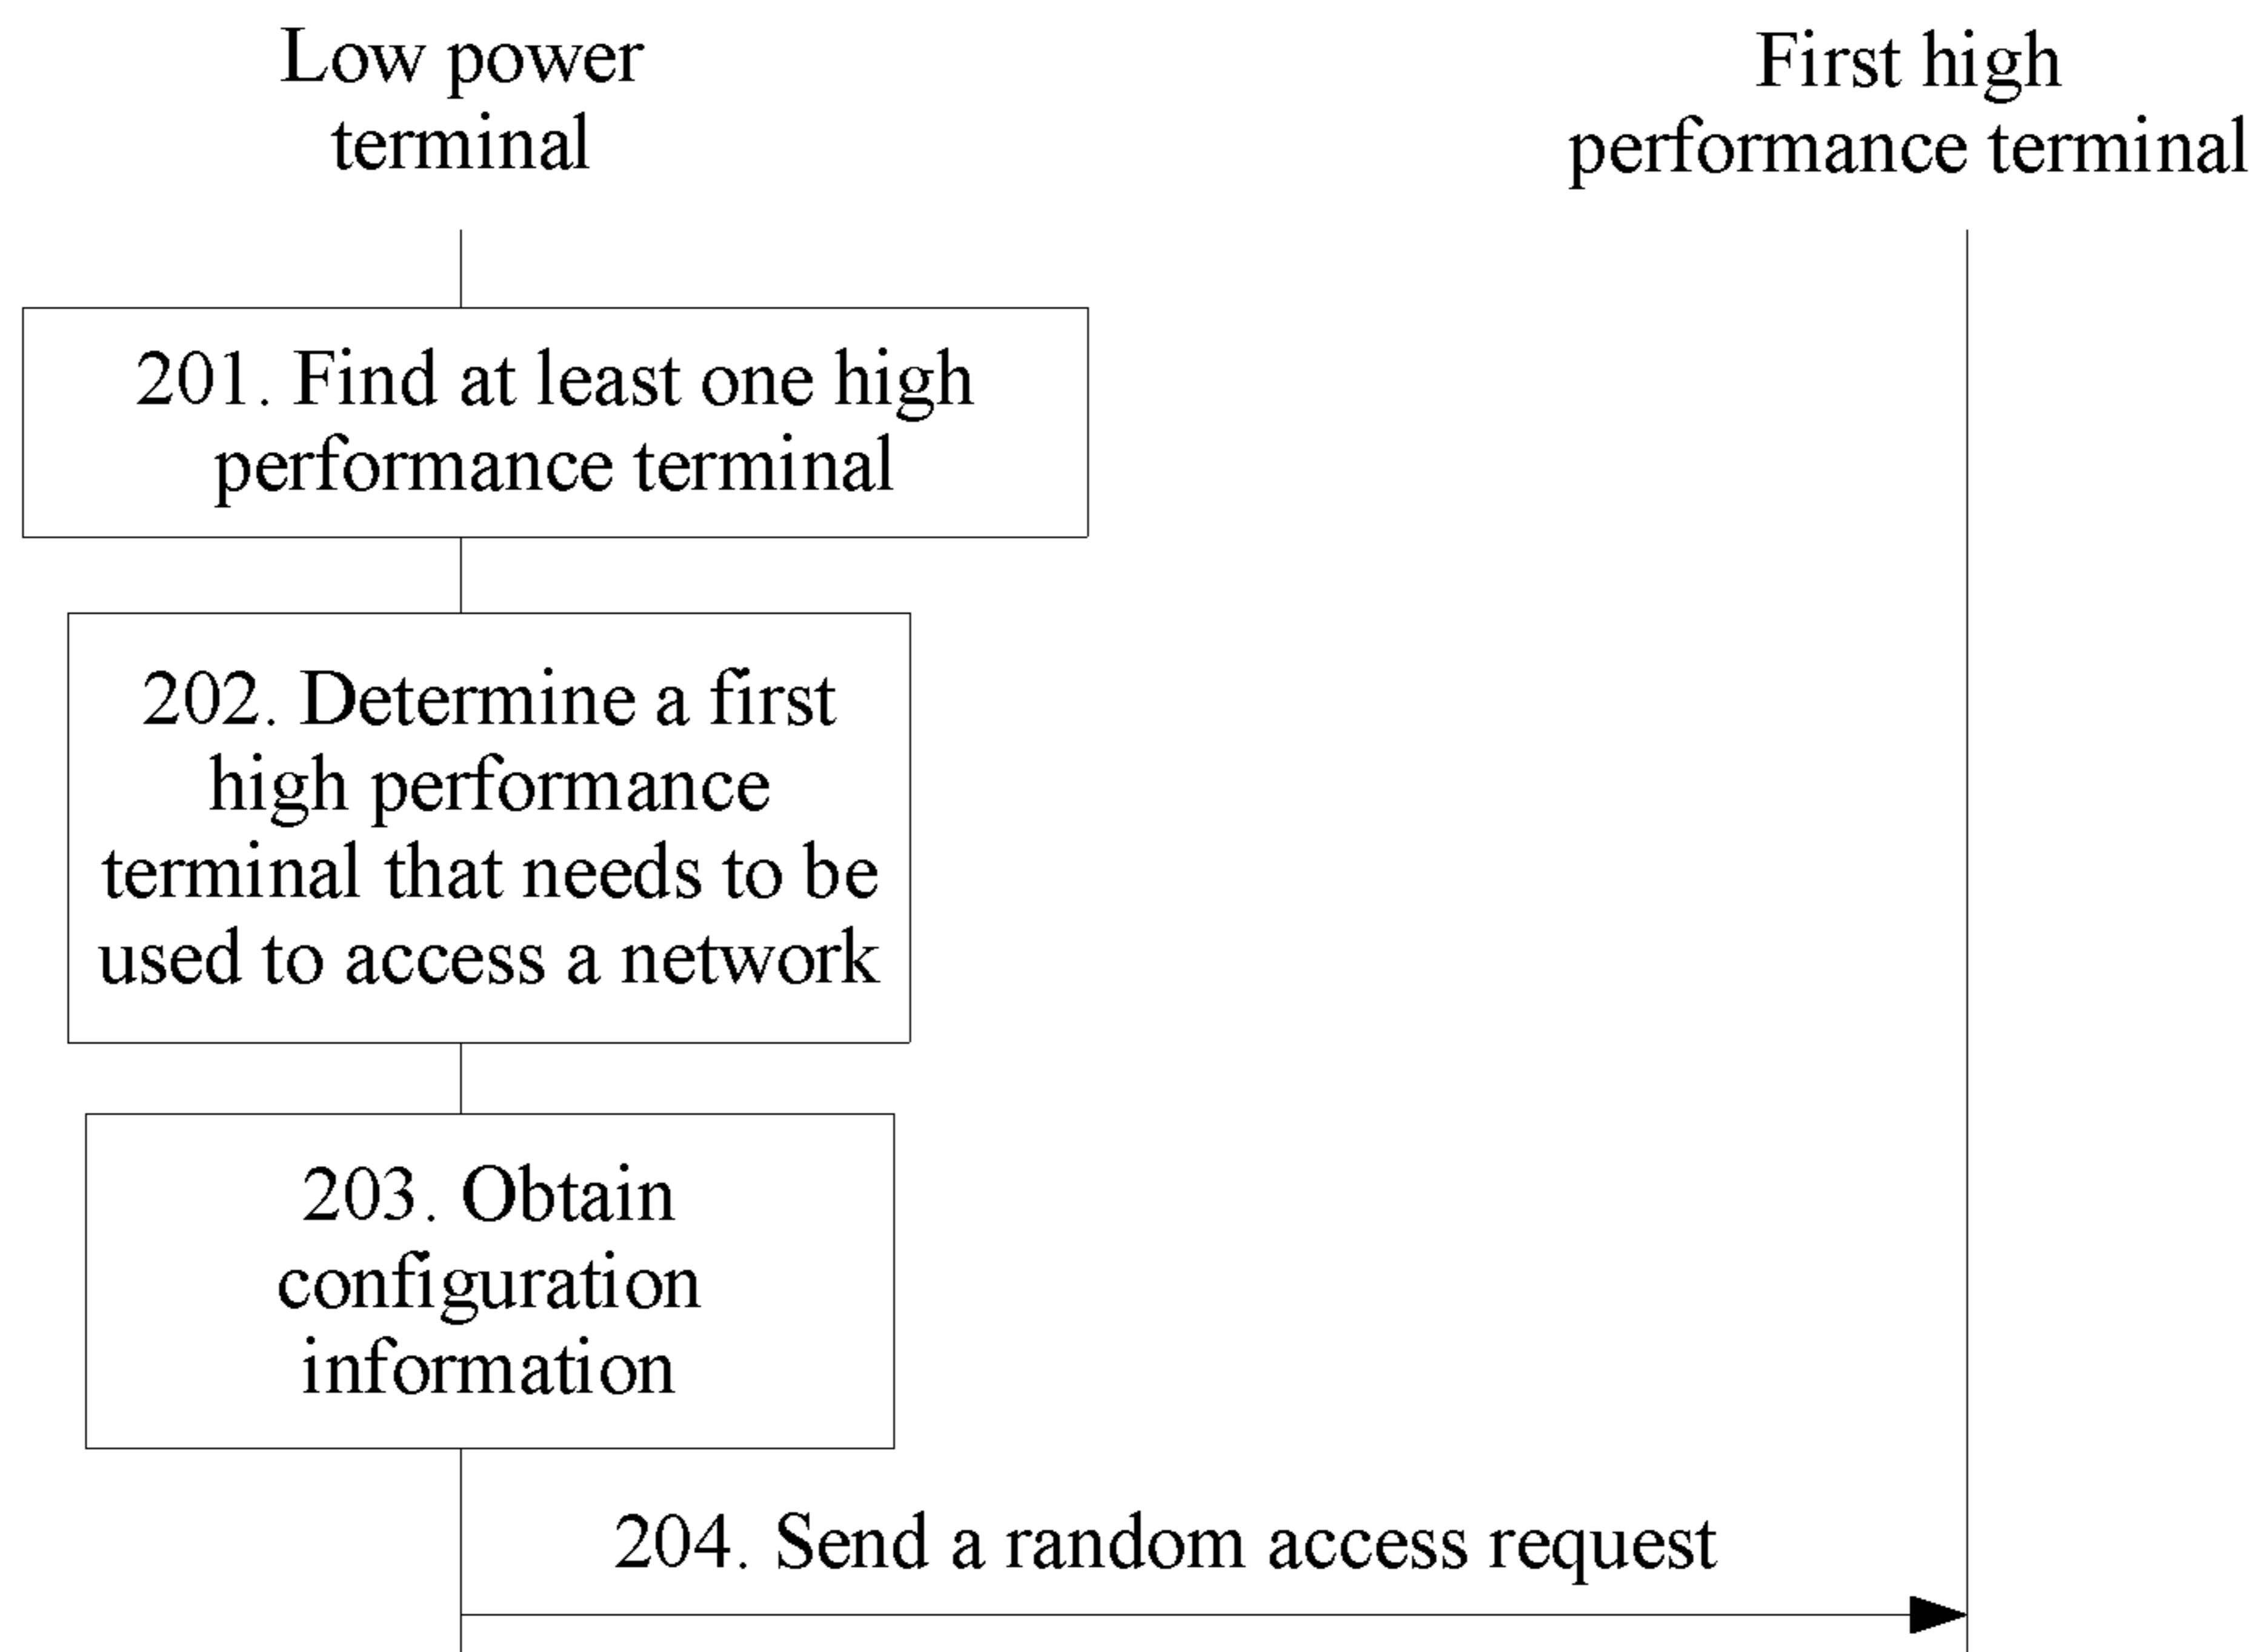 Low power
terminal
First high
performance terminal
201. Find at least one high
performance terminal
202. Determine a first
high performance
terminal that needs to be
used to access a network
203. Obtain
configuration
information
204. Send a random access request